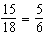 15/18 = 5/6